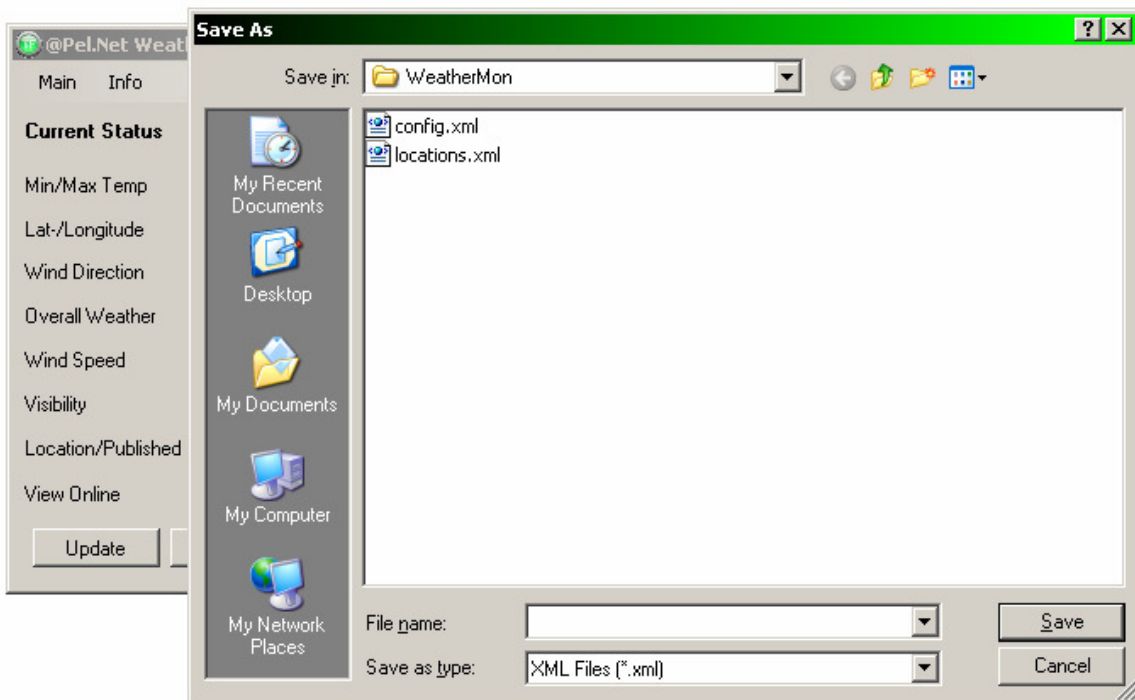 @Pel.Net Weat
Main Info
Current Status
Min/Max Temp
Lat-/Longitude
Wind Direction
Overall Weather
Wind Speed
Visibility
Location/Published
View Online
Update
Save As
Save in: WeatherMon
My Recent
Documents
Desktop
My Documents
My Computer
My Network
Places
config.xml
locations.xml
File name:
Save
Save as type: XML Files (*.xml)
Cancel